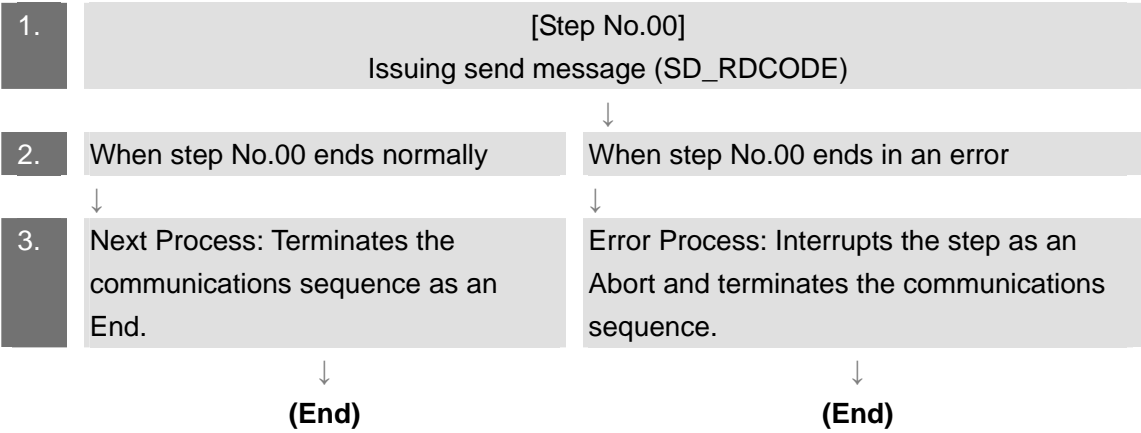 1.
[Step No.00]
Issuing send message (SD_RDCODE)
↓
2.
When step No.00 ends normally
When step No.00 ends in an error
↓
↓
3.
Next Process: Terminates the
communications sequence as an
End.
Error Process: Interrupts the step as an
Abort and terminates the communications
sequence.
↓
↓
(End)
(End)